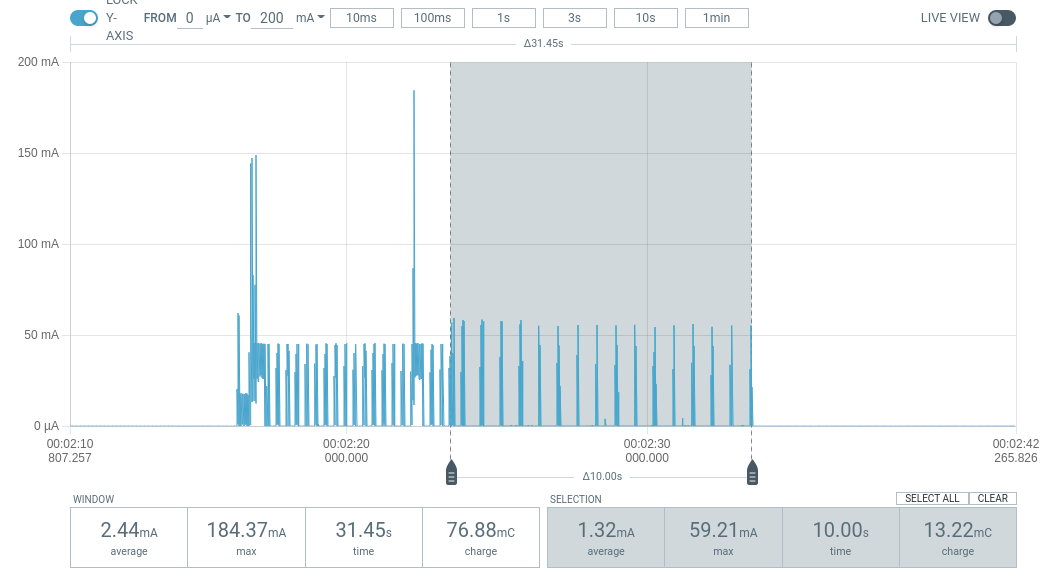 LOCK
Y-
AXIS
FROM 0 µA TO 200 mA 10ms 100ms 1s 3s 10s 1min LIVE VIEW
Δ31.45s
200 mA
150 mA
100 mA
50 mA
0 µA
00:02:10 00:02:20 00:02:30 00:02:42
807.257 000.000 000.000 265.826
Δ10.00s
WINDOW SELECTION SELECT ALL CLEAR
2.44mA 184.37mA 31.45s 76.88mC 1.32mA 59.21mA 10.00s 13.22mC
average max time charge average max time charge